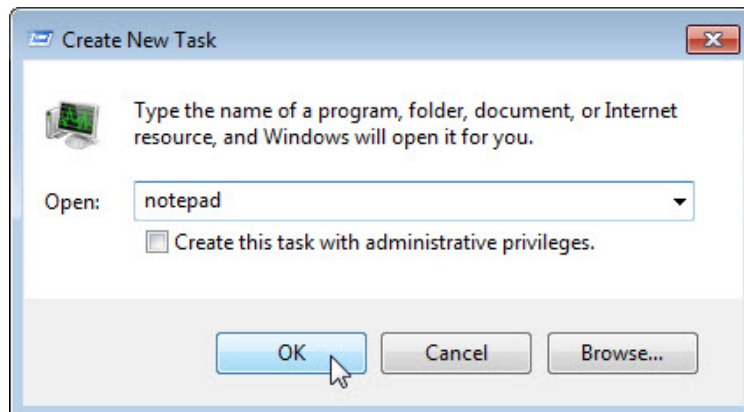 Create New Task
Type the name of a program, folder, document, or Internet
resource, and Windows will open it for you.
Open: notepad
Create this task with administrative privileges.
OK Cancel Browse...